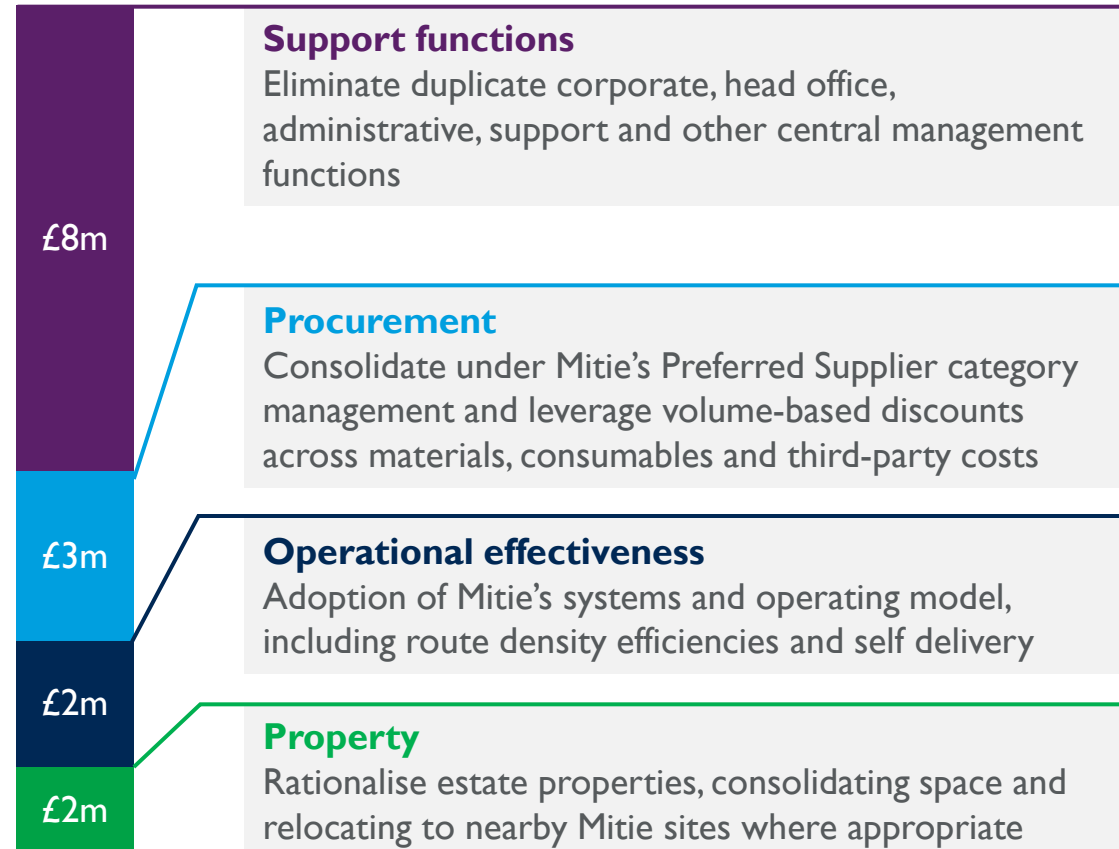 Support functions
Eliminate duplicate corporate, head office,
administrative, support and other central management
functions
£8m
Procurement
Consolidate under Mitie’s Preferred Supplier category
management and leverage volume-based discounts
across materials, consumables and third-party costs
£3m
Operational effectiveness
Adoption of Mitie’s systems and operating model,
including route density efficiencies and self delivery
£2m
Property
Rationalise estate properties, consolidating space and
relocating to nearby Mitie sites where appropriate
£2m